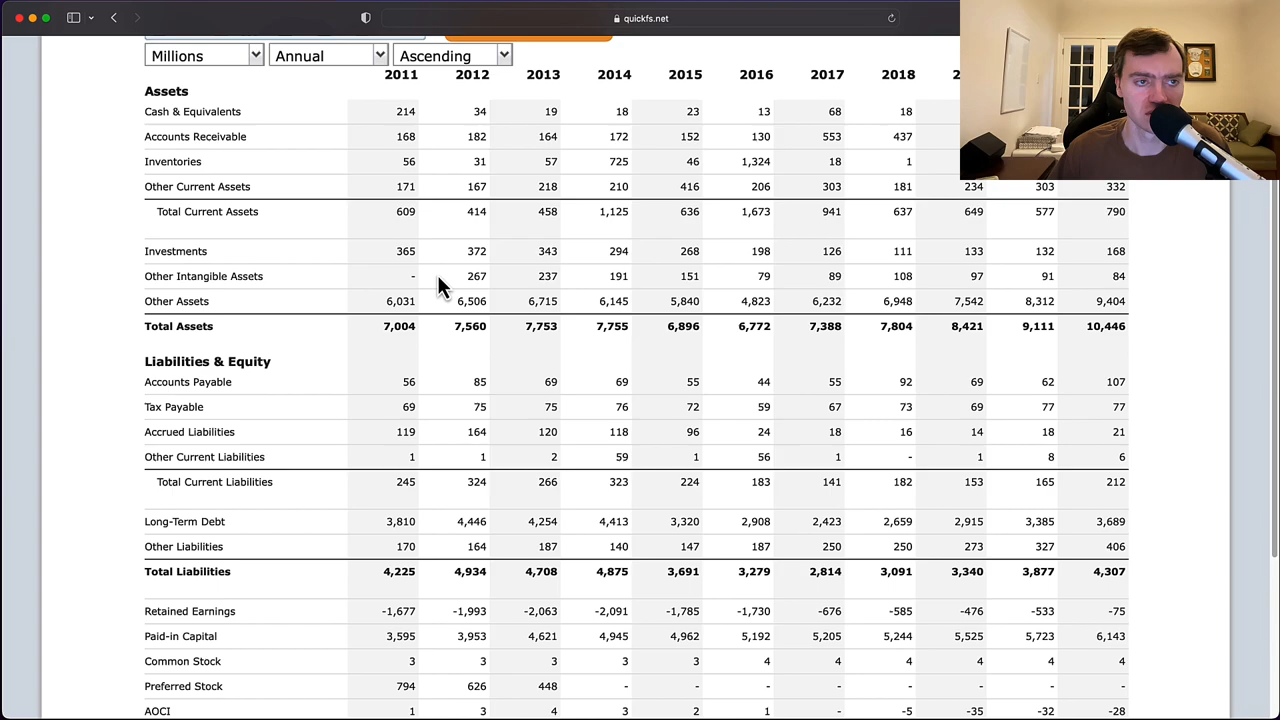 quickfs.net
Millions Annual Ascending
2011 2012 2013 2014 2015 2016 2017 2018
Assets
Cash & Equivalents 214 34 19 18 23 13 68 18
Accounts Receivable 168 182 164 172 152 130 553 437
Inventories 56 31 57 725 46 1,324 18 1
Other Current Assets 171 167 218 210 416 206 303 181 234 303 332
Total Current Assets 609 414 458 1,125 636 1,673 941 637 649 577 790
Investments 365 372 343 294 268 198 126 111 133 132 168
Other Intangible Assets - 267 237 191 151 79 89 108 97 91 84
Other Assets 6,031 6,506 6,715 6,145 5,840 4,823 6,232 6,948 7,542 8,312 9,404
Total Assets 7,004 7,560 7,753 7,755 6,896 6,772 7,388 7,804 8,421 9,111 10,446
Liabilities & Equity
Accounts Payable 56 85 69 69 55 44 55 92 69 62 107
Tax Payable 69 75 75 76 72 59 67 73 69 77 77
Accrued Liabilities 119 164 120 118 96 24 18 16 14 18 21
Other Current Liabilities 1 1 2 59 1 56 1 - 1 8 6
Total Current Liabilities 245 324 266 323 224 183 141 182 153 165 212
Long-Term Debt 3,810 4,446 4,254 4,413 3,320 2,908 2,423 2,659 2,915 3,385 3,689
Other Liabilities 170 164 187 140 147 187 250 250 273 327 406
Total Liabilities 4,225 4,934 4,708 4,875 3,691 3,279 2,814 3,091 3,340 3,877 4,307
Retained Earnings -1,677 -1,993 -2,063 -2,091 -1,785 -1,730 -676 -585 -476 -533 -75
Paid-in Capital 3,595 3,953 4,621 4,945 4,962 5,192 5,205 5,244 5,525 5,723 6,143
Common Stock 3 3 3 3 3 4 4 4 4 4 4
Preferred Stock 794 626 448 - - - - - - - -
AOCI 1 3 4 3 2 1 - -5 -35 -32 -28